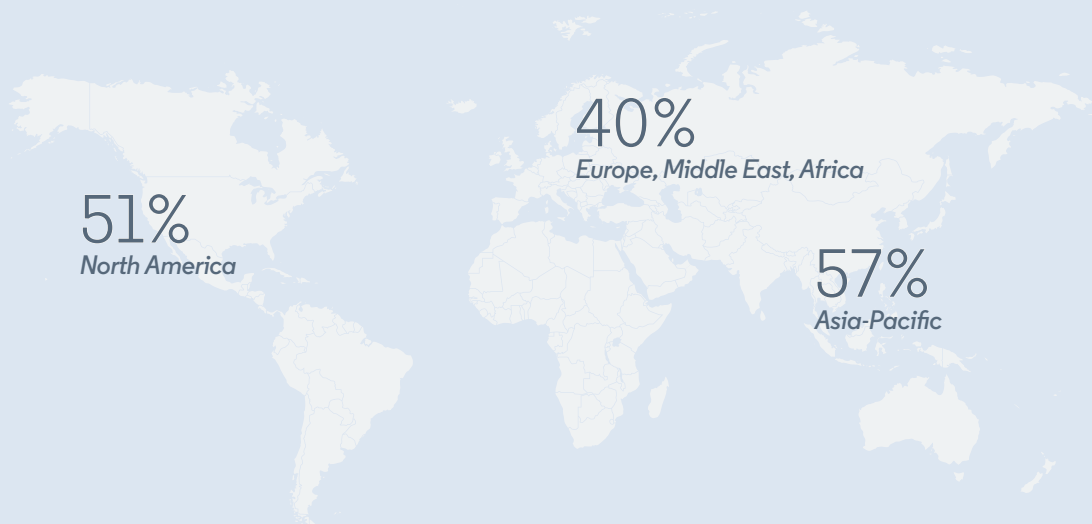 40%
Europe, Middle East, Africa
51%
North America
57%
Asia-Pacific